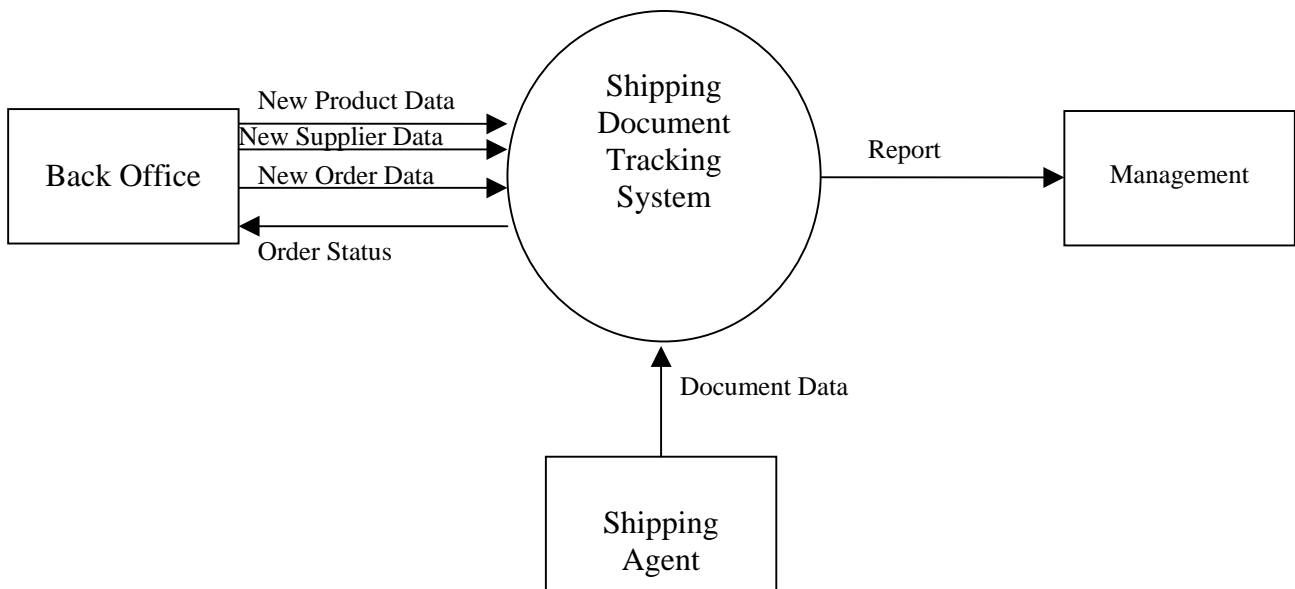 New Product Data
New Supplier Data
New Order Data
Order Status
Back Office
Shipping
Document
Tracking
System
Report
Management
Document Data
Shipping
Agent